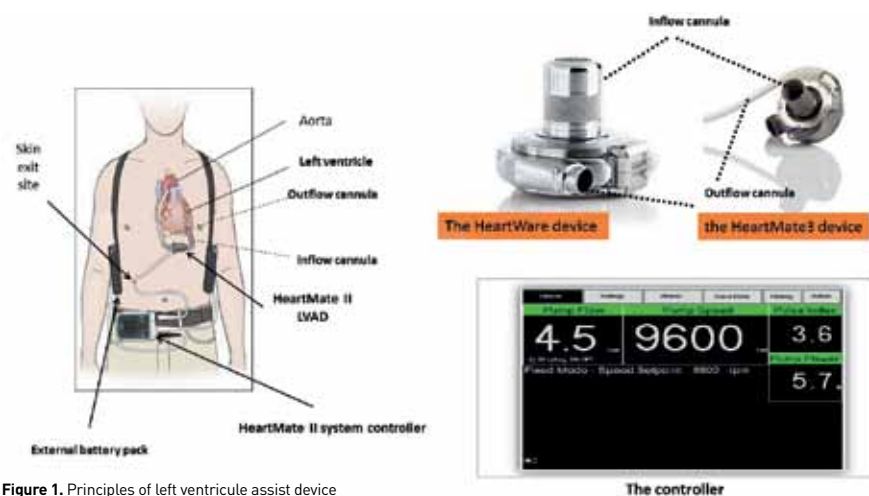 Skin
exit
site
Aorta
Left ventricle
Outflow cannula
Inflow cannula
HeartMate II
LVAD
HeartMate II system controller
External battery pack
Inflow cannula
Outflow cannula
The HeartWare device
the HeartMate3 device
Pump Flow
Pump Speed
Pulse Index
4.5
9600
3.6
Pump Power
Fixed Mode - Speed Setpoint: 9600 rpm
5.7
The controller
Figure 1. Principles of left ventricule assist device